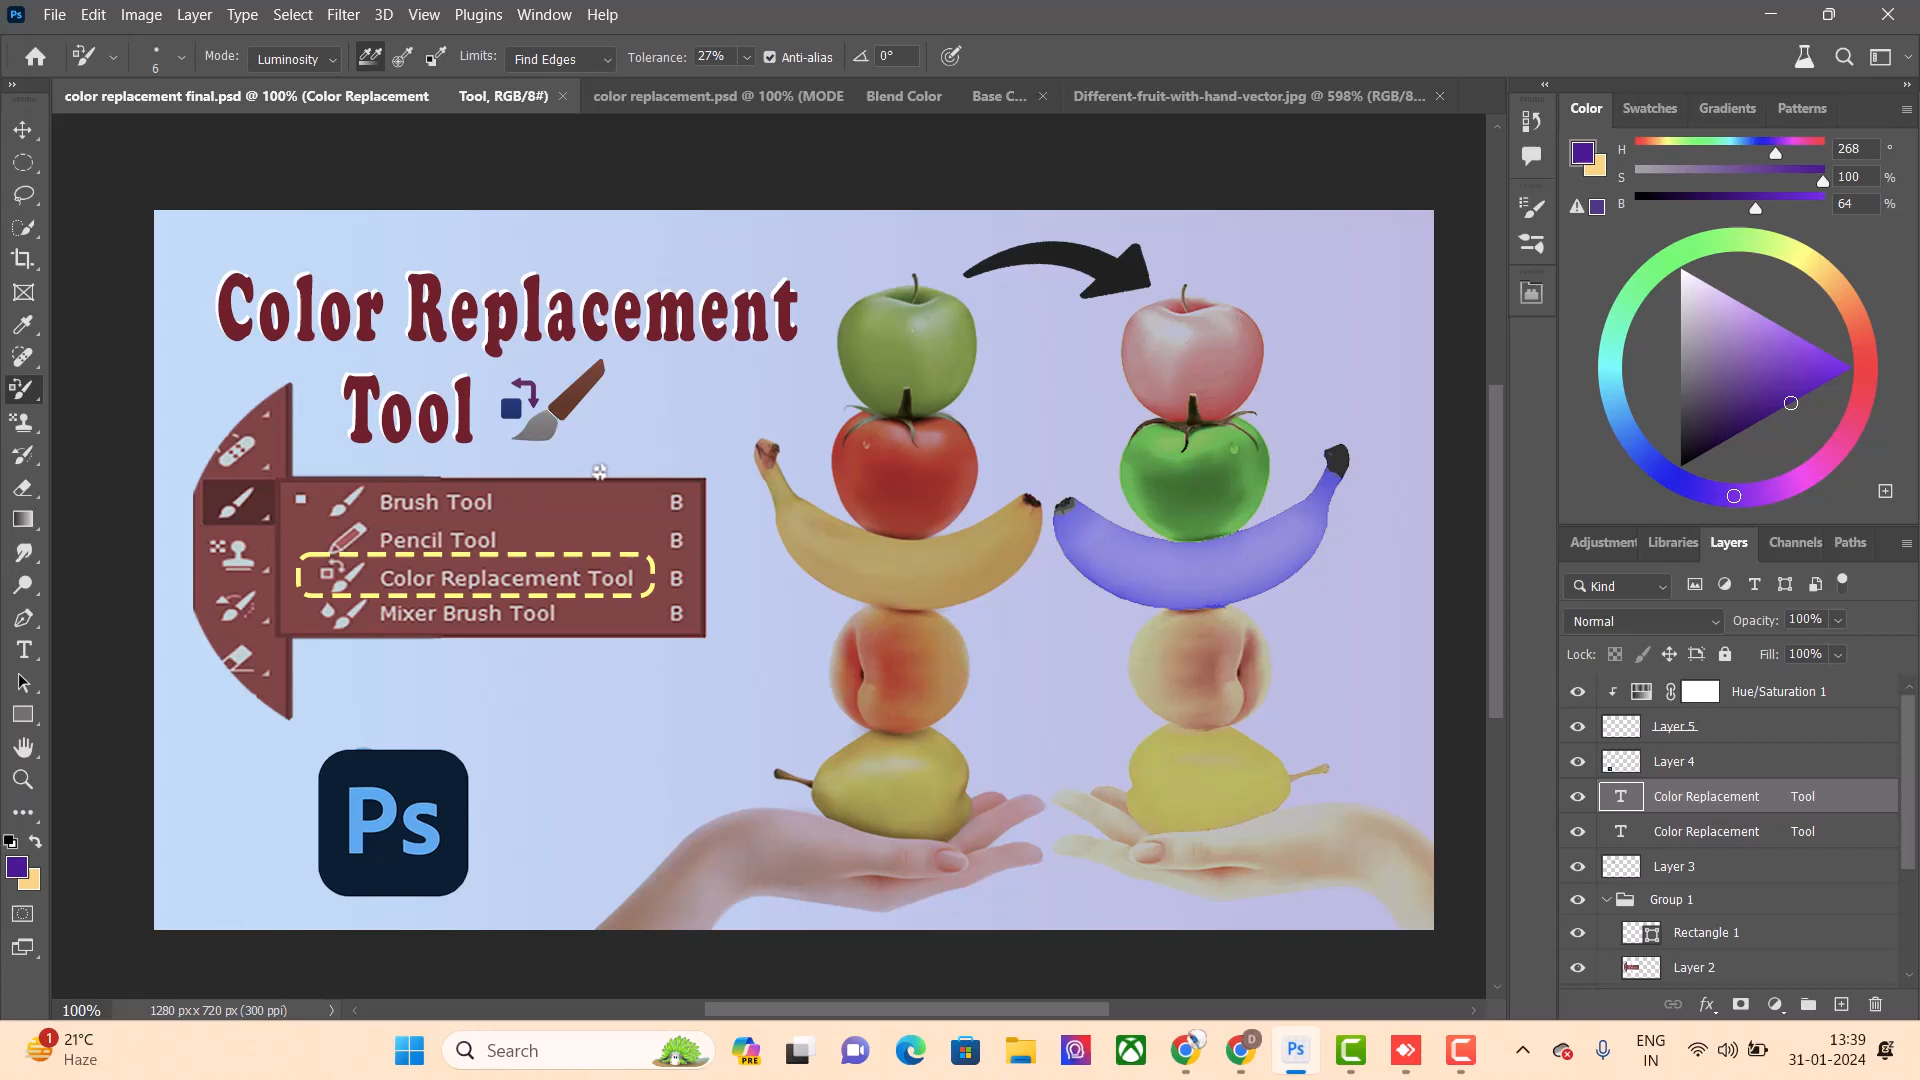 Ps File Edit Image Layer Type Select Filter 3D View Plugins Window Help
6 Mode: Luminosity Limits: Find Edges Tolerance: 27% Anti-alias 0°
color replacement final.psd @ 100% (Color Replacement Tool, RGB/8#) color replacement.psd @ 100% (MODE Blend Color Base C... Different-fruit-with-hand-vector.jpg @ 598% (RGB/8...
Color Swatches Gradients Patterns
H 268 °
S 100 %
B 64 %
Color Replacement
Tool
Brush Tool B
Pencil Tool B
Color Replacement Tool B
Mixer Brush Tool B
Ps
Adjustment Libraries Layers Channels Paths
Kind
Normal Opacity: 100%
Lock: Fill: 100%
Hue/Saturation 1
Layer 5
Layer 4
Color Replacement Tool
Color Replacement Tool
Layer 3
Group 1
Rectangle 1
Layer 2
100% 1280 px x 720 px (300 ppi)
1 21°C
Haze
Search
PRE
D
Ps
ENG
IN
13:39
31-01-2024